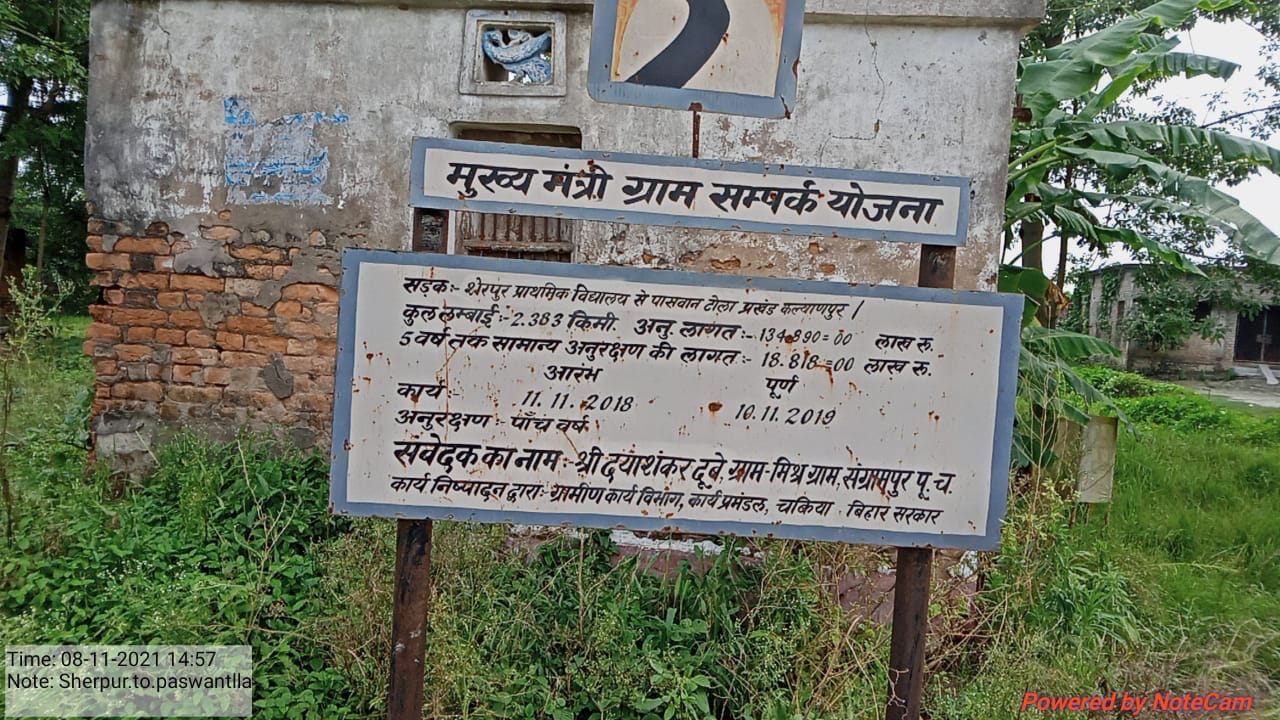 मुख्य मंत्री ग्राम सम्पर्क योजना
सड़क:- शेरपुर प्राथमिक विद्यालय से पासवान टोला प्रखंड कल्याणपुर /
कुल लम्बाई:- 2.383 किमी. अनु लागत:- 134.990=00 लाख रू.
5 वर्ष तक सामान्य अनुरक्षण की लागत:- 18.818=00 लाख रू.
आरंभ पूर्ण
कार्य:- 11.11.2018 10.11.2019
अनुरक्षण:- पाँच वर्ष
संवेदक का नाम:- श्री दयाशंकर दूबे, ग्राम-मिश्र ग्राम, संग्रामपुर पू. च.
कार्य निष्पादन द्वारा:- ग्रामीण कार्य विभाग, कार्य प्रमंडल, चकिया, बिहार सरकार
Time: 08-11-2021 14:57
Note: Sherpur.to.paswantlla
Powered by NoteCam